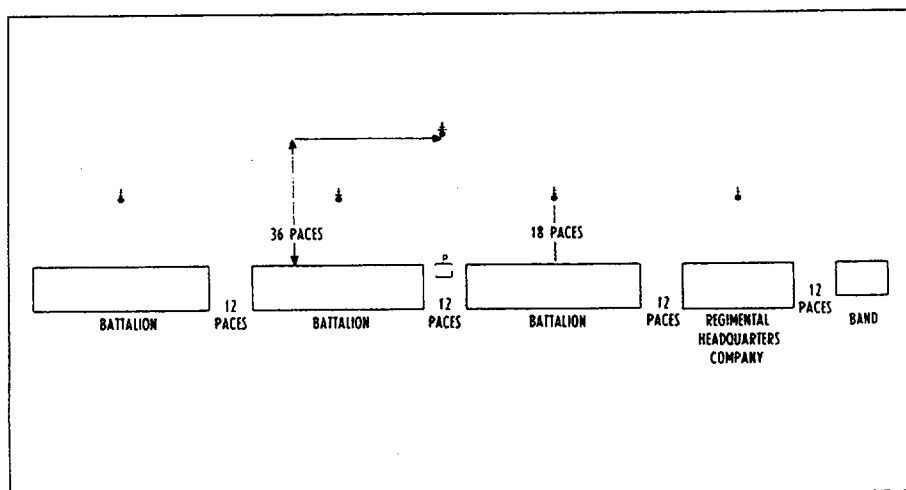 36 PACES
18 PACES
P
12
PACES
12
PACES
12
PACES
12
PACES
BATTALION
BATTALION
BATTALION
REGIMENTAL
HEADQUARTERS
COMPANY
BAND